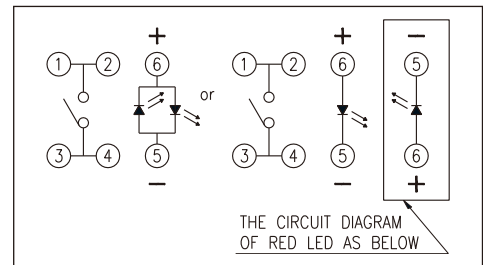 + + −
1 2 6 or 1 2 6 5
3 4 5 3 4 5 6
− − +
THE CIRCUIT DIAGRAM
OF RED LED AS BELOW